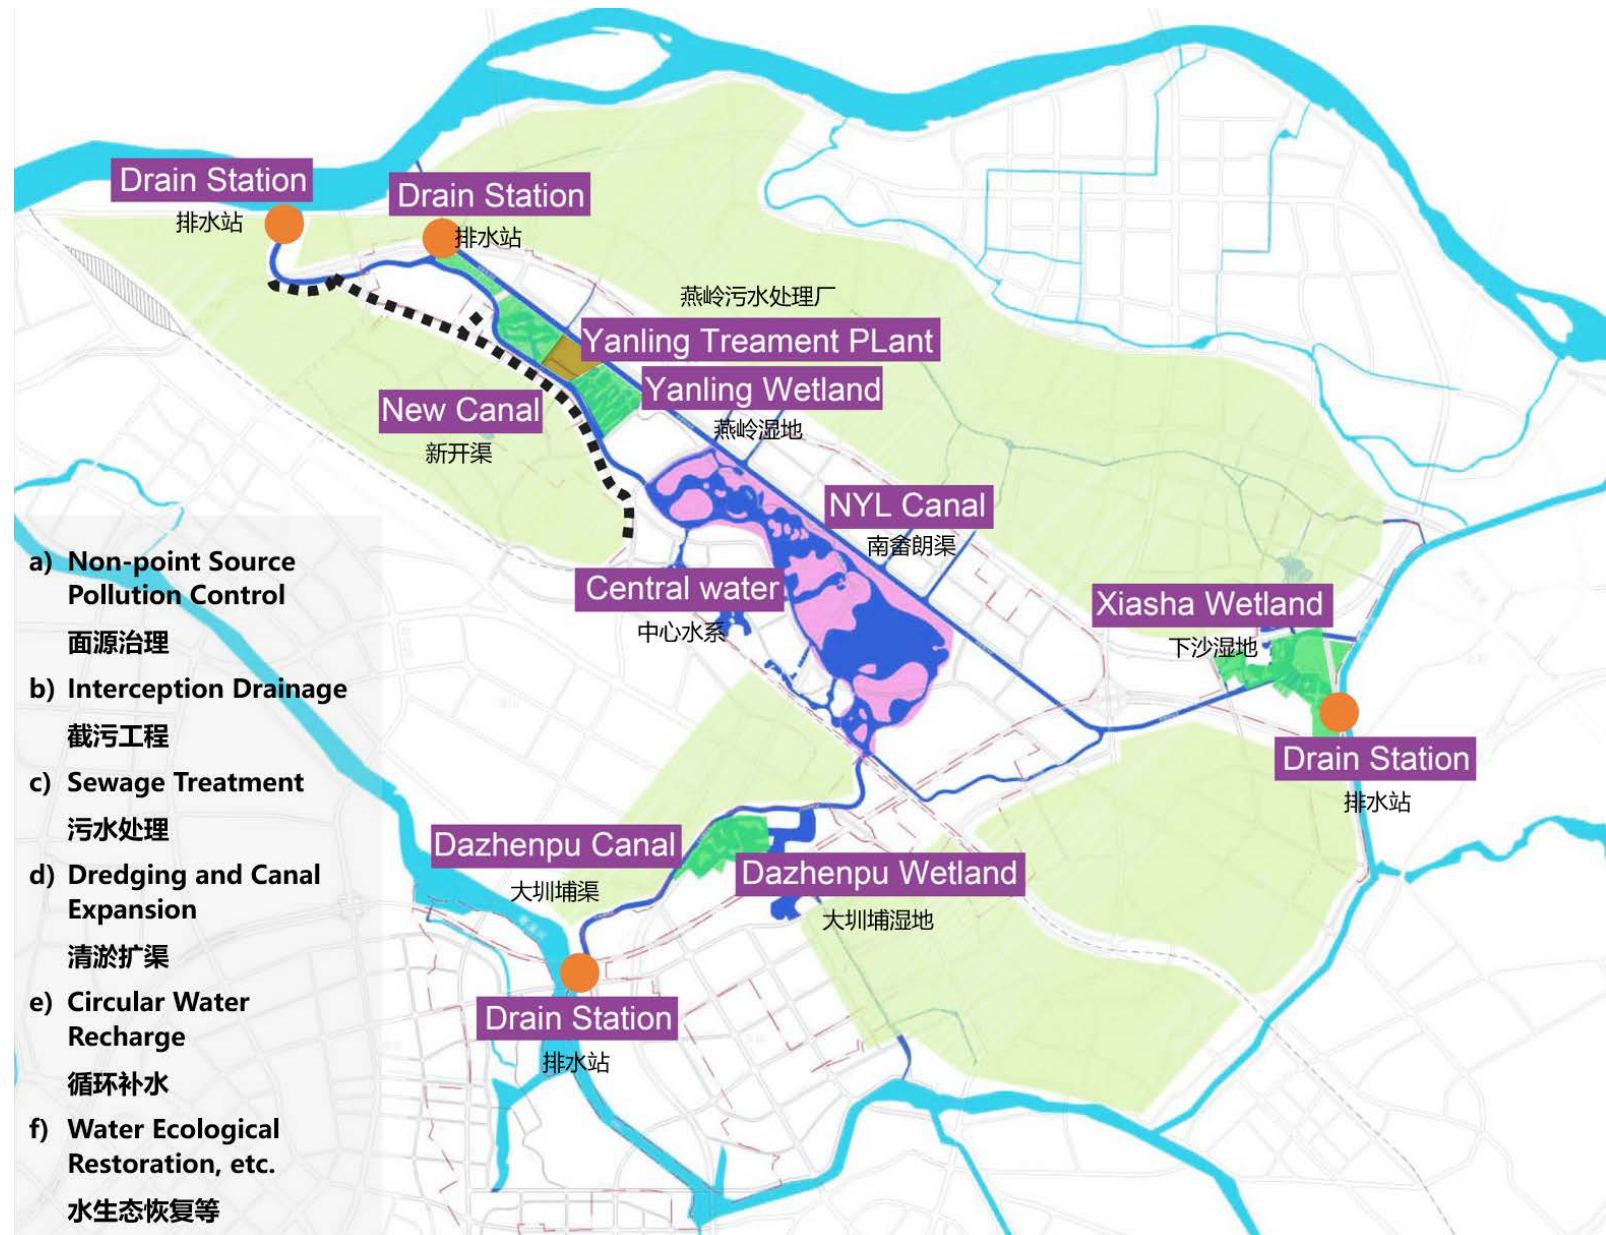 Drain Station
排水站
Drain Station
排水站
燕岭污水处理厂
Yanling Treament PLant
Yanling Wetland
燕岭湿地
New Canal
新开渠
NYL Canal
南畲朗渠
Central water
中心水系
Xiasha Wetland
下沙湿地
Drain Station
排水站
Dazhenpu Canal
大圳埔渠
Dazhenpu Wetland
大圳埔湿地
Drain Station
排水站
a) Non-point Source
Pollution Control
面源治理
b) Interception Drainage
截污工程
c) Sewage Treatment
污水处理
d) Dredging and Canal
Expansion
清淤扩渠
e) Circular Water
Recharge
循环补水
f) Water Ecological
Restoration, etc.
水生态恢复等